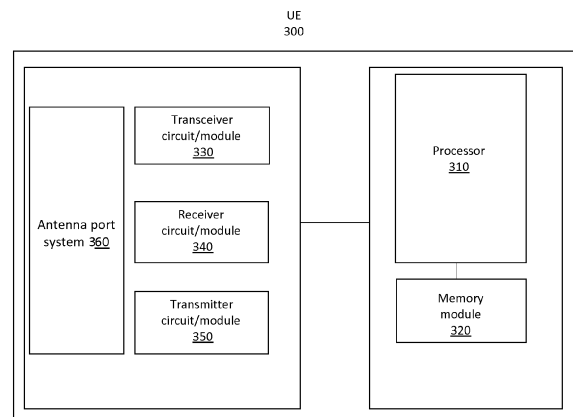 UE
300
Transceiver
circuit/module
330
Receiver
circuit/module
340
Transmitter
circuit/module
350
Antenna port
system 360
Processor
310
Memory
module
320